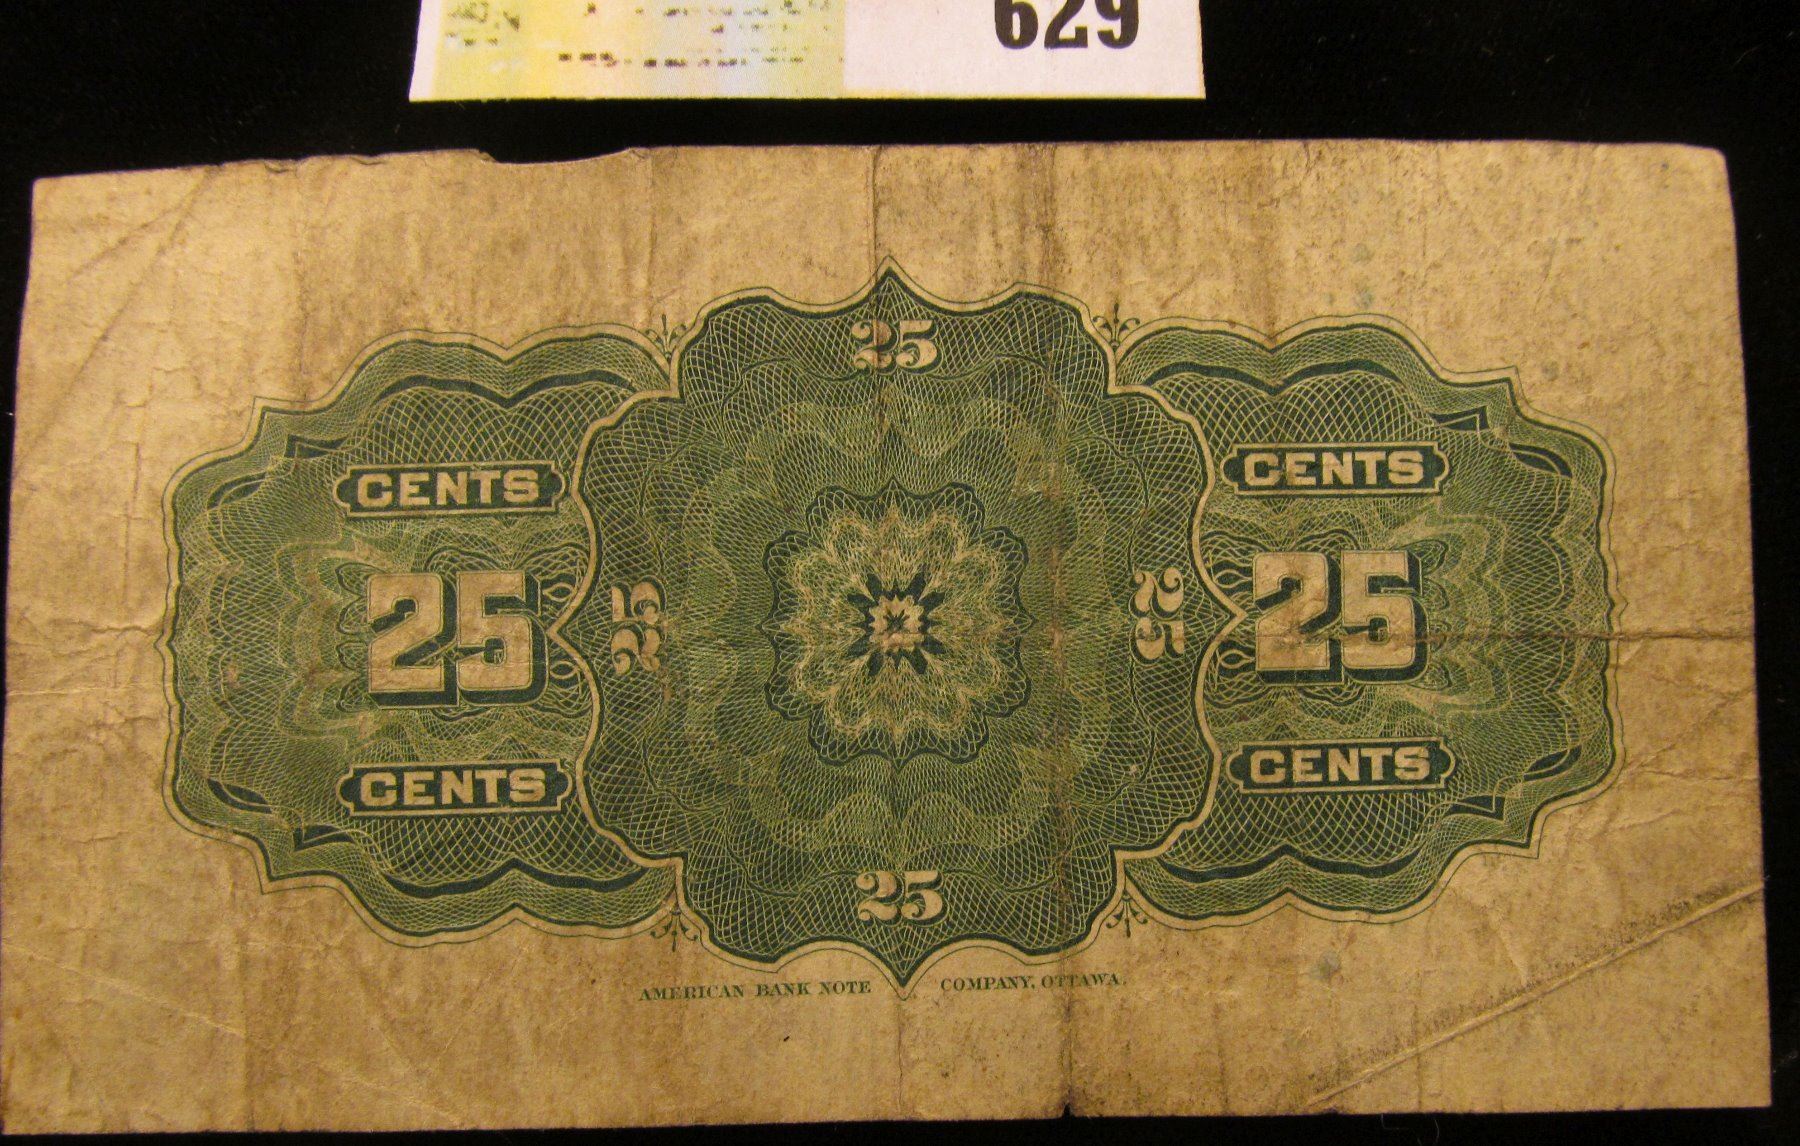 629
25
CENTS CENTS
25 25 25 25
CENTS CENTS
25
AMERICAN BANK NOTE COMPANY, OTTAWA.